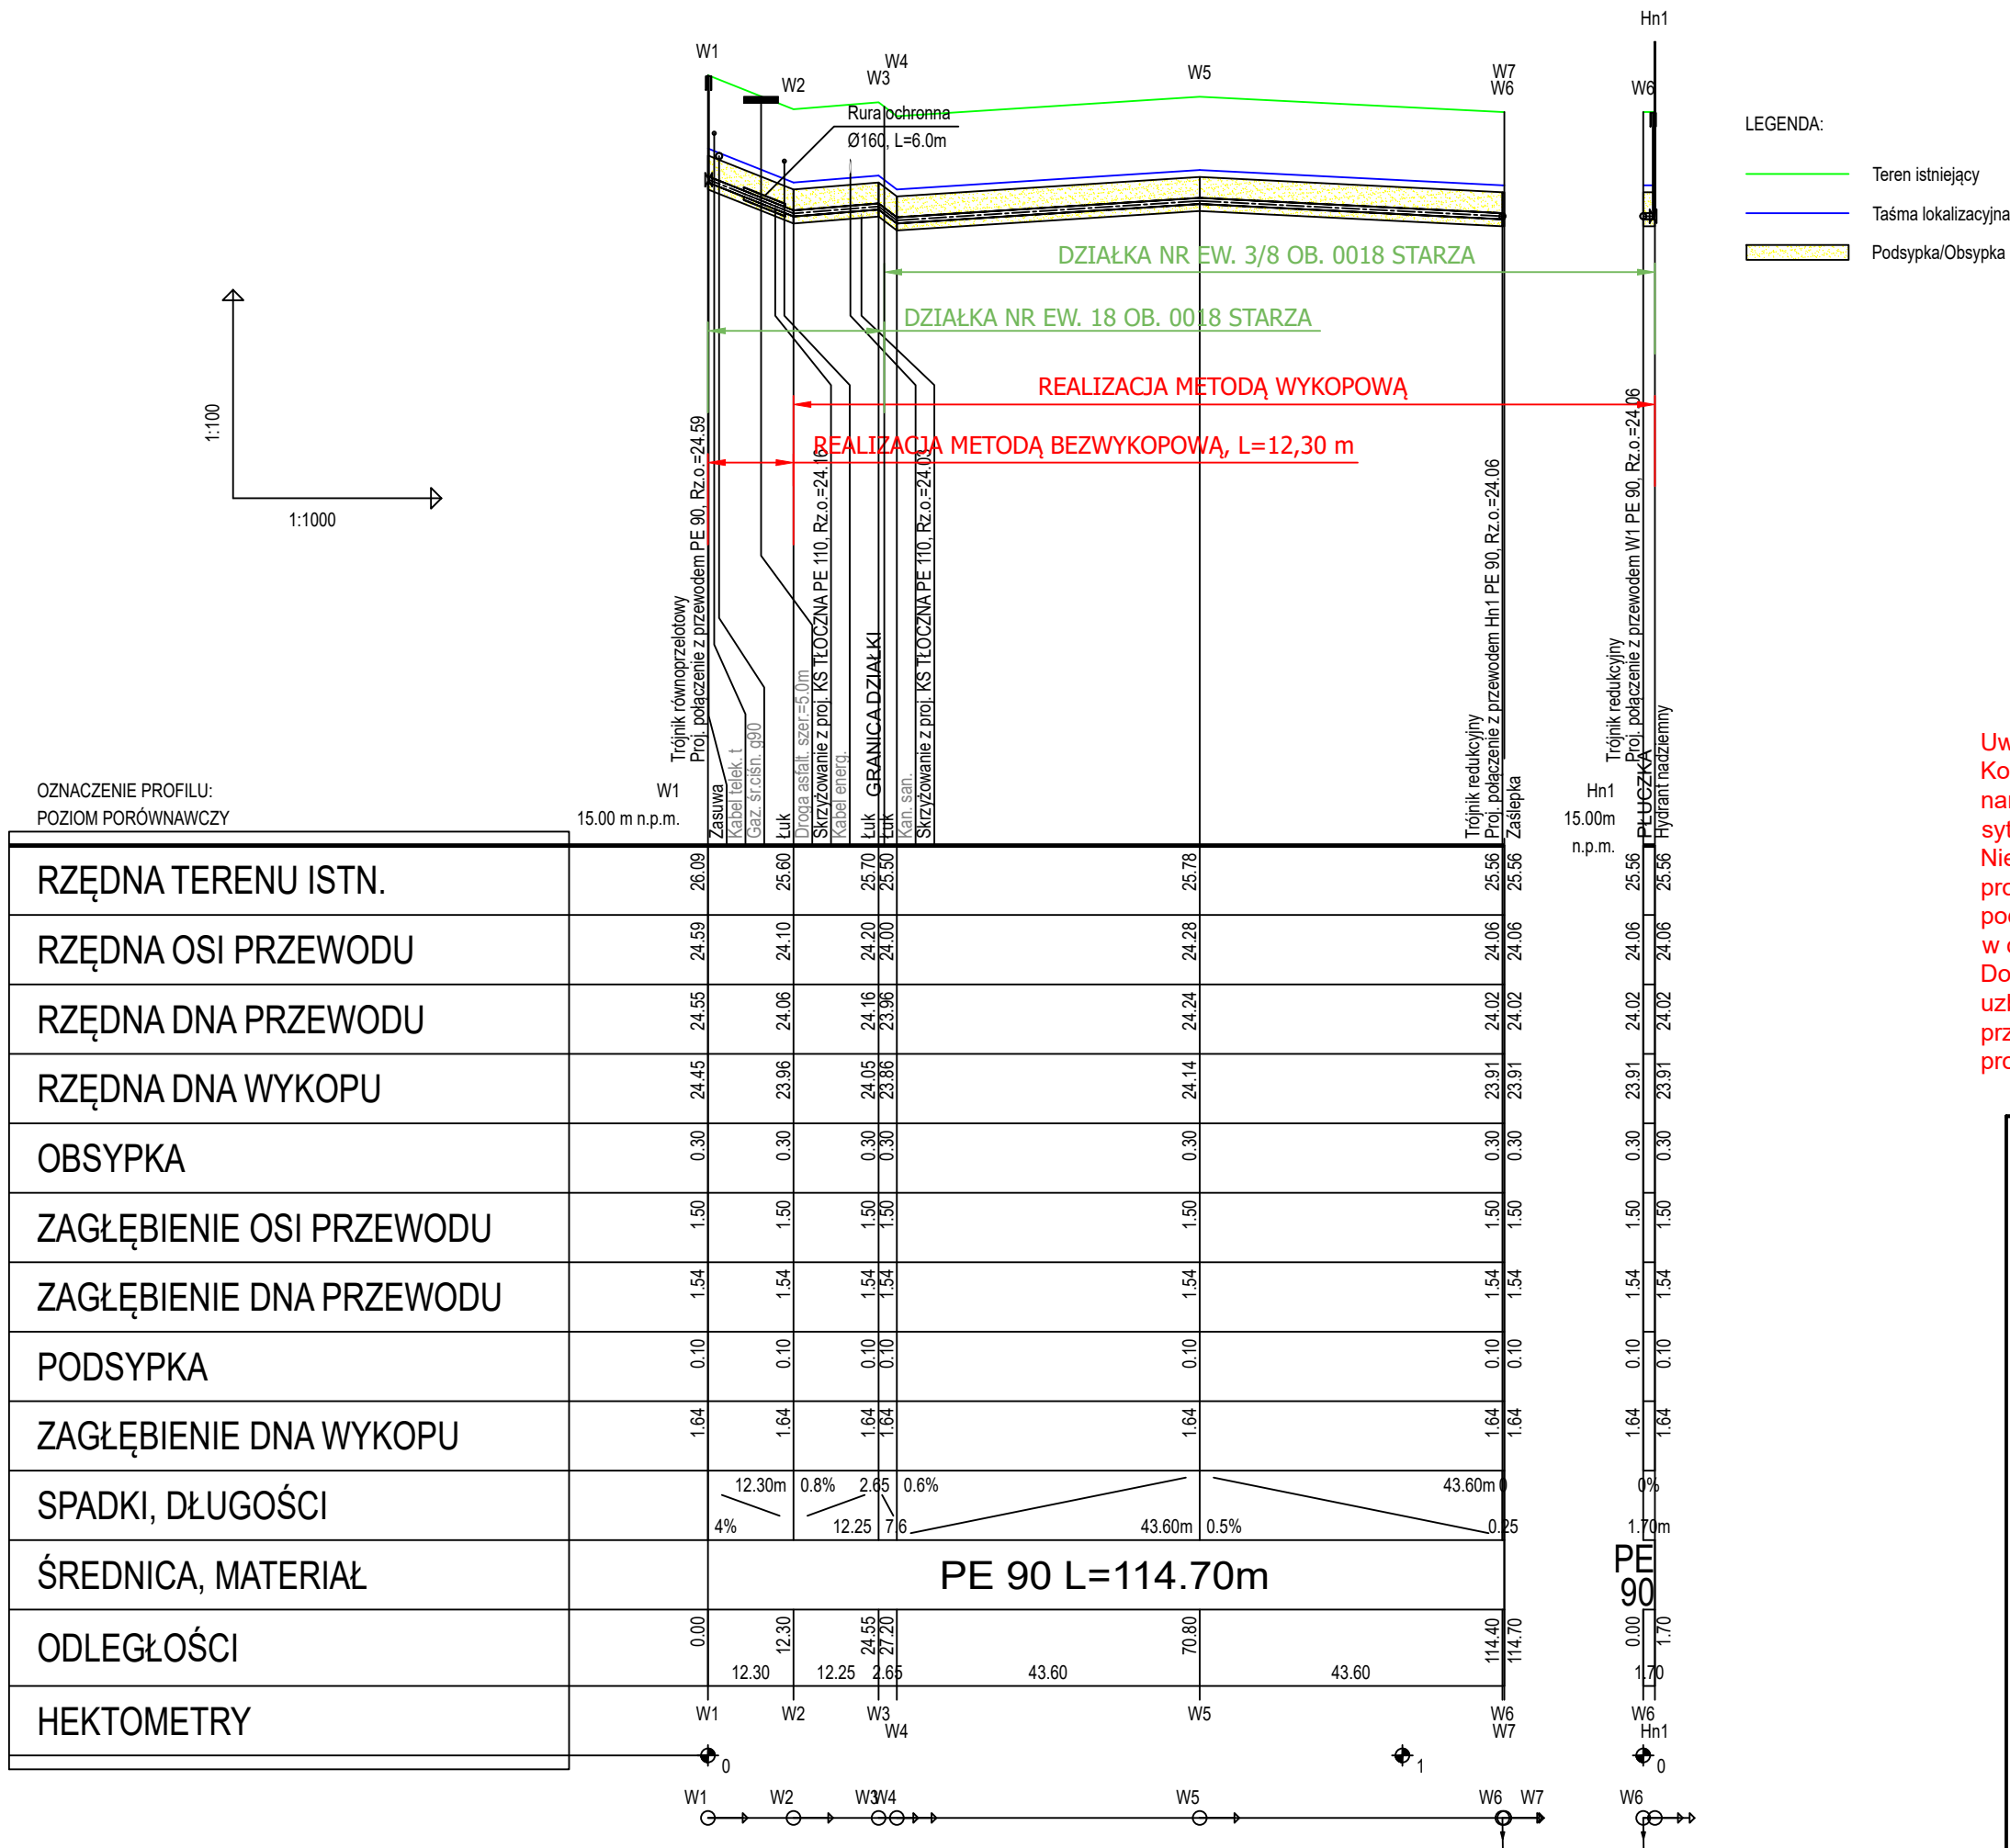 Hn1
W1
W2
W3
W4
W5
W7
W6
W6
Rura ochronna
Ø160, L=6.0m
LEGENDA:
Teren istniejący
Taśma lokalizacyjna
Podsypka/Obsypka
DZIAŁKA NR EW. 3/8 OB. 0018 STARZA
DZIAŁKA NR EW. 18 OB. 0018 STARZA
REALIZACJA METODĄ WYKOPOWĄ
REALIZACJA METODĄ BEZWYKOPOWĄ, L=12,30 m
1:100
1:1000
Trójnik równoprzelotowy
Proj. połączenie z przewodem PE 90, Rz.o.=24.59
Zasuwa
Kabel telek. t
Gaz. śr.ciśn. g90
Łuk
Droga asfalt. szer.=5.0m
Skrzyżowanie z proj. KS TŁOCZNA PE 110, Rz.o.=24.16
Kabel energ.
Łuk
GRANICA DZIAŁKI
Łuk
Kan. san.
Skrzyżowanie z proj. KS TŁOCZNA PE 110, Rz.o.=24.03
Trójnik redukcyjny
Proj. połączenie z przewodem Hn1 PE 90, Rz.o.=24.06
Zaślepka
Trójnik redukcyjny
Proj. połączenie z przewodem W1 PE 90, Rz.o.=24.06
PŁUCZKA
Hydrant nadziemny
OZNACZENIE PROFILU: W1 Hn1
POZIOM PORÓWNAWCZY 15.00 m n.p.m. 15.00m
n.p.m.
RZĘDNA TERENU ISTN. 26.09 25.60 25.70 25.50 25.78 25.56 25.56 25.56 25.56
RZĘDNA OSI PRZEWODU 24.59 24.10 24.20 24.00 24.28 24.06 24.06 24.06 24.06
RZĘDNA DNA PRZEWODU 24.55 24.06 24.16 23.96 24.24 24.02 24.02 24.02 24.02
RZĘDNA DNA WYKOPU 24.45 23.96 24.05 23.86 24.14 23.91 23.91 23.91 23.91
OBSYPKA 0.30 0.30 0.30 0.30 0.30 0.30 0.30 0.30 0.30
ZAGŁĘBIENIE OSI PRZEWODU 1.50 1.50 1.50 1.50 1.50 1.50 1.50 1.50 1.50
ZAGŁĘBIENIE DNA PRZEWODU 1.54 1.54 1.54 1.54 1.54 1.54 1.54 1.54 1.54
PODSYPKA 0.10 0.10 0.10 0.10 0.10 0.10 0.10 0.10 0.10
ZAGŁĘBIENIE DNA WYKOPU 1.64 1.64 1.64 1.64 1.64 1.64 1.64 1.64 1.64
12.30m 0.8% 2.65 0.6% 43.60m 0 0%
SPADKI, DŁUGOŚCI
4% 12.25 7.6 43.60m 0.5% 0.25 1.70m
ŚREDNICA, MATERIAŁ PE 90 L=114.70m PE
90
ODLEGŁOŚCI 0.00 12.30 24.55 27.20 70.80 114.40 114.70 0.00 1.70
12.30 12.25 2.65 43.60 43.60 1.70
HEKTOMETRY
W1 W2 W3 W5 W6 W6
W4 W7 Hn1
0 1 0
W1 W2 W3 W4 W5 W6 W7 W6
Uw
Ko
nar
syt
Nie
pro
poc
w c
Do
prz
pro